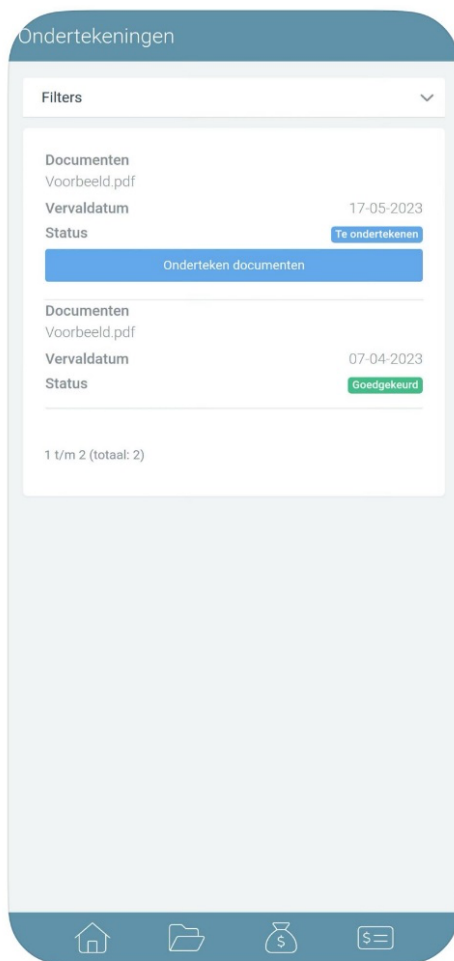 Ondertekeningen
Filters
Documenten
Voorbeeld.pdf
Vervaldatum 17-05-2023
Status Te ondertekenen
Onderteken documenten
Documenten
Voorbeeld.pdf
Vervaldatum 07-04-2023
Status Goedgekeurd
1 t/m 2 (totaal: 2)
$
$